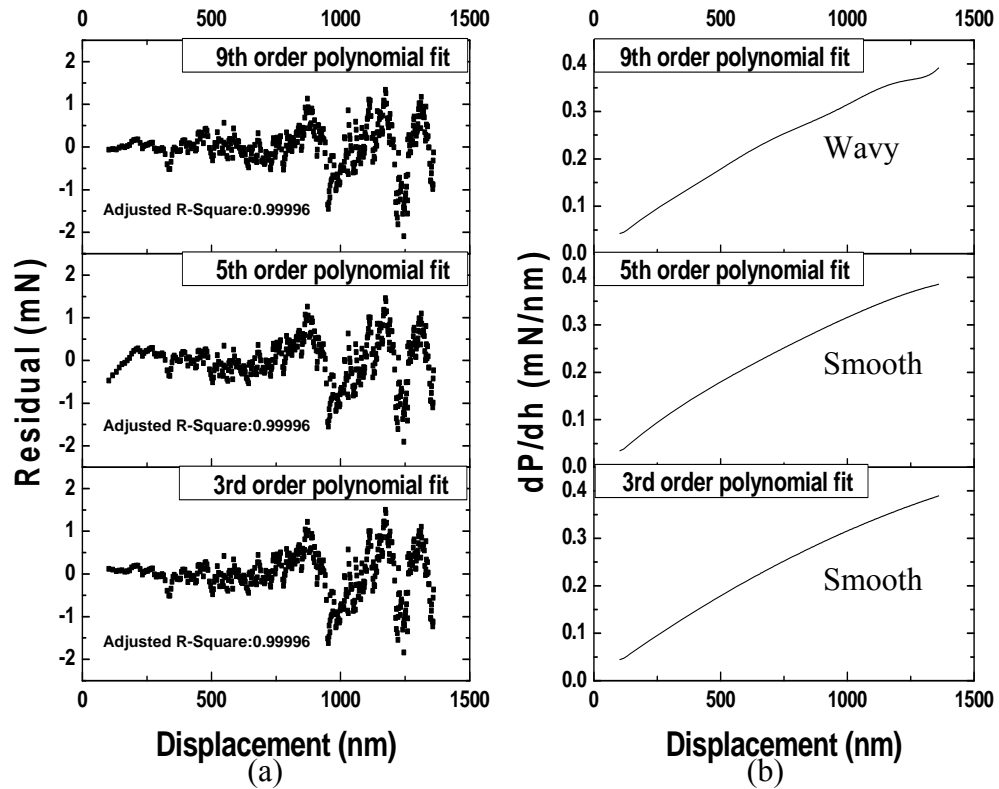 0 500 1000 1500
9th order polynomial fit
2
1
0
-1
-2
Adjusted R-Square:0.99996
5th order polynomial fit
2
1
0
-1
-2
Adjusted R-Square:0.99996
3rd order polynomial fit
2
1
0
-1
-2
Adjusted R-Square:0.99996
0 500 1000 1500
Residual (mN)
Displacement (nm)
(a)
0 500 1000 1500
9th order polynomial fit
0.4
0.3
0.2
0.1
0.0
Wavy
5th order polynomial fit
0.4
0.3
0.2
0.1
0.0
Smooth
3rd order polynomial fit
0.4
0.3
0.2
0.1
0.0
Smooth
0 500 1000 1500
dP/dh (mN/nm)
Displacement (nm)
(b)